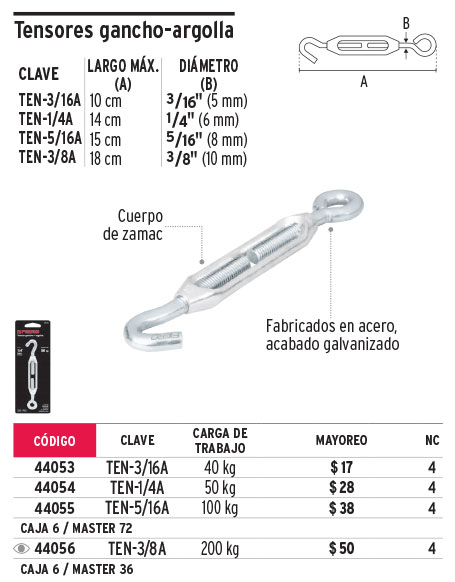 Tensores gancho-argolla
CLAVE LARGO MÁX. (A) DIÁMETRO (B)
TEN-3/16A 10 cm 3/16" (5 mm)
TEN-1/4A 14 cm 1/4" (6 mm)
TEN-5/16A 15 cm 5/16" (8 mm)
TEN-3/8A 18 cm 3/8" (10 mm)
B
A
Cuerpo
de zamac
Fabricados en acero,
acabado galvanizado
CÓDIGO CLAVE CARGA DE TRABAJO MAYOREO NC
44053 TEN-3/16A 40 kg $17 4
44054 TEN-1/4A 50 kg $28 4
44055 TEN-5/16A 100 kg $38 4
CAJA 6 / MASTER 72
44056 TEN-3/8A 200 kg $50 4
CAJA 6 / MASTER 36